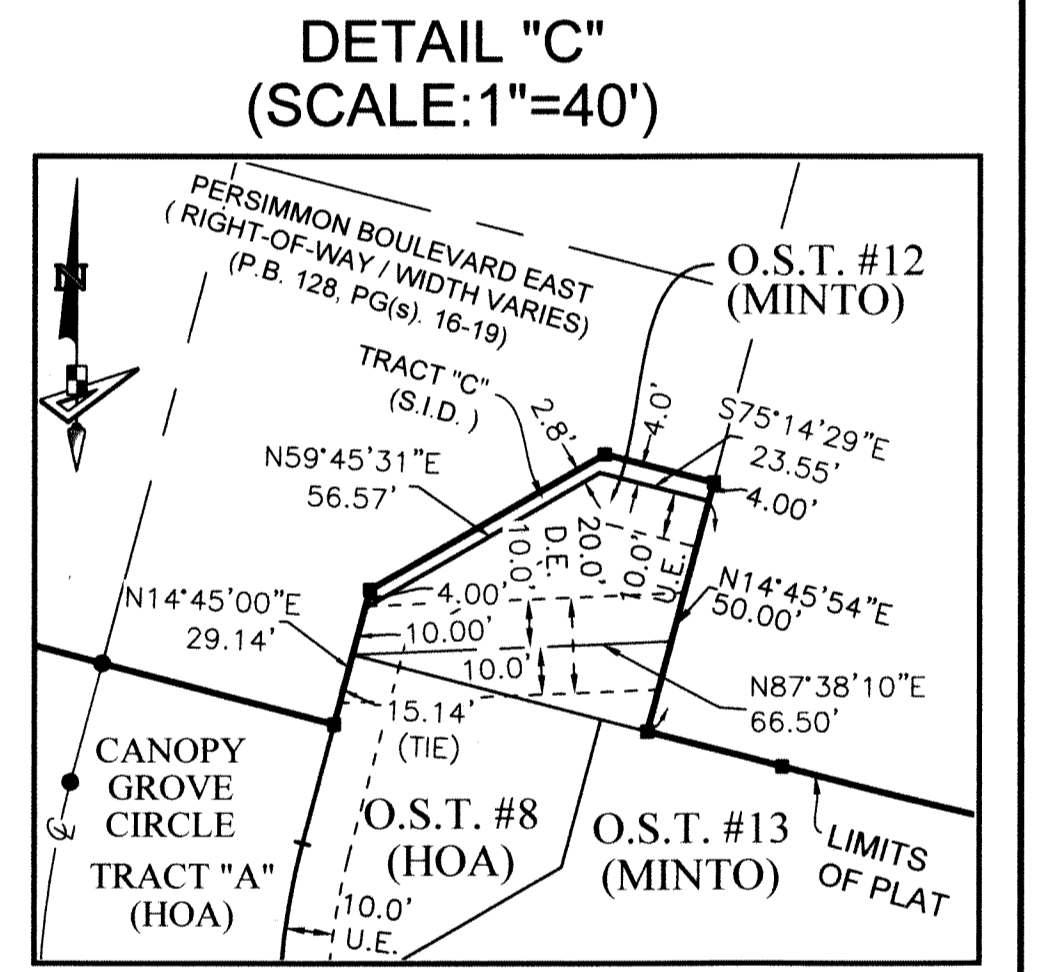 DETAIL "C"
(SCALE:1"=40')
PERSIMMON BOULEVARD EAST
( RIGHT-OF-WAY / WIDTH VARIES)
(P.B. 128, PG(s). 16-19)
N
O.S.T. #12
(MINTO)
TRACT "C"
(S.I.D. )
2.8'
4.0'
S75°14'29"E
23.55'
4.00'
N59°45'31"E
56.57'
10.0'
D.E.
20.0'
10.0'
U.E.
N14°45'54"E
50.00'
N14°45'00"E
29.14'
4.00'
10.00'
10.0'
N87°38'10"E
66.50'
15.14'
(TIE)
CANOPY
GROVE
CIRCLE
TRACT "A"
(HOA)
O.S.T. #8
(HOA)
O.S.T. #13
(MINTO)
LIMITS
OF PLAT
10.0'
U.E.